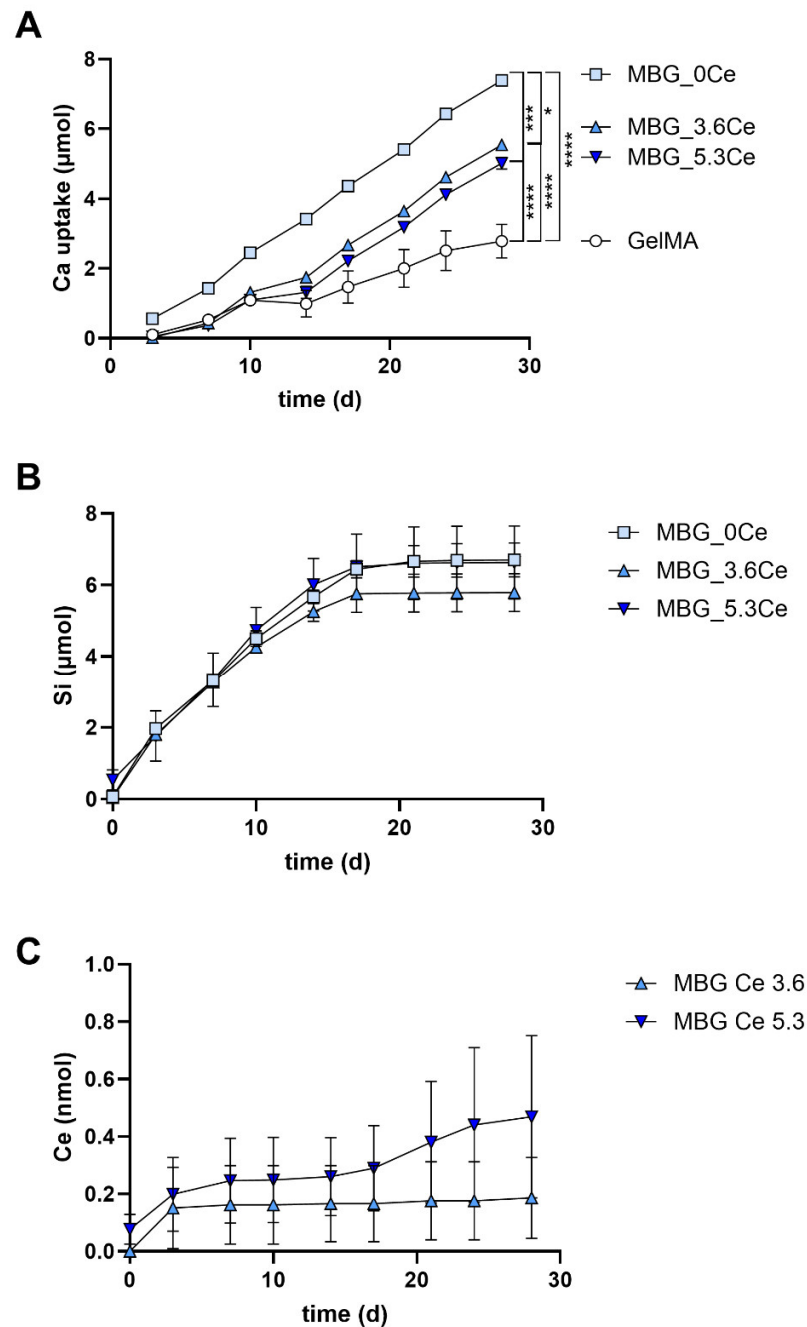 A
8
6
4
2
0
Ca uptake (µmol)
0
10
20
30
time (d)
***
*
****
****
****
MBG_0Ce
MBG_3.6Ce
MBG_5.3Ce
GelMA
B
8
6
4
2
0
Si (µmol)
0
10
20
30
time (d)
MBG_0Ce
MBG_3.6Ce
MBG_5.3Ce
C
1.0
0.8
0.6
0.4
0.2
0.0
Ce (nmol)
0
10
20
30
time (d)
MBG Ce 3.6
MBG Ce 5.3